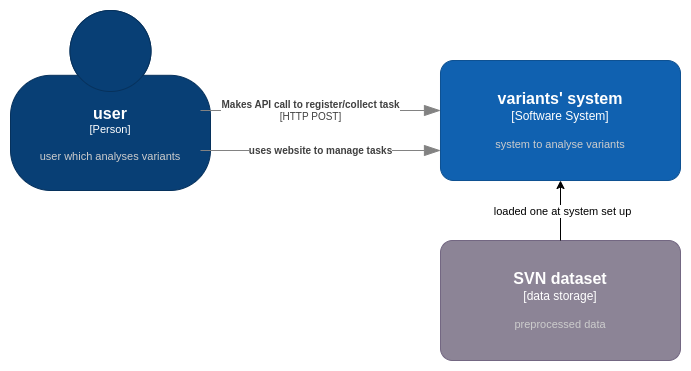 user
[Person]
user which analyses variants
Makes API call to register/collect task
[HTTP POST]
uses website to manage tasks
variants' system
[Software System]
system to analyse variants
loaded one at system set up
SVN dataset
[data storage]
preprocessed data